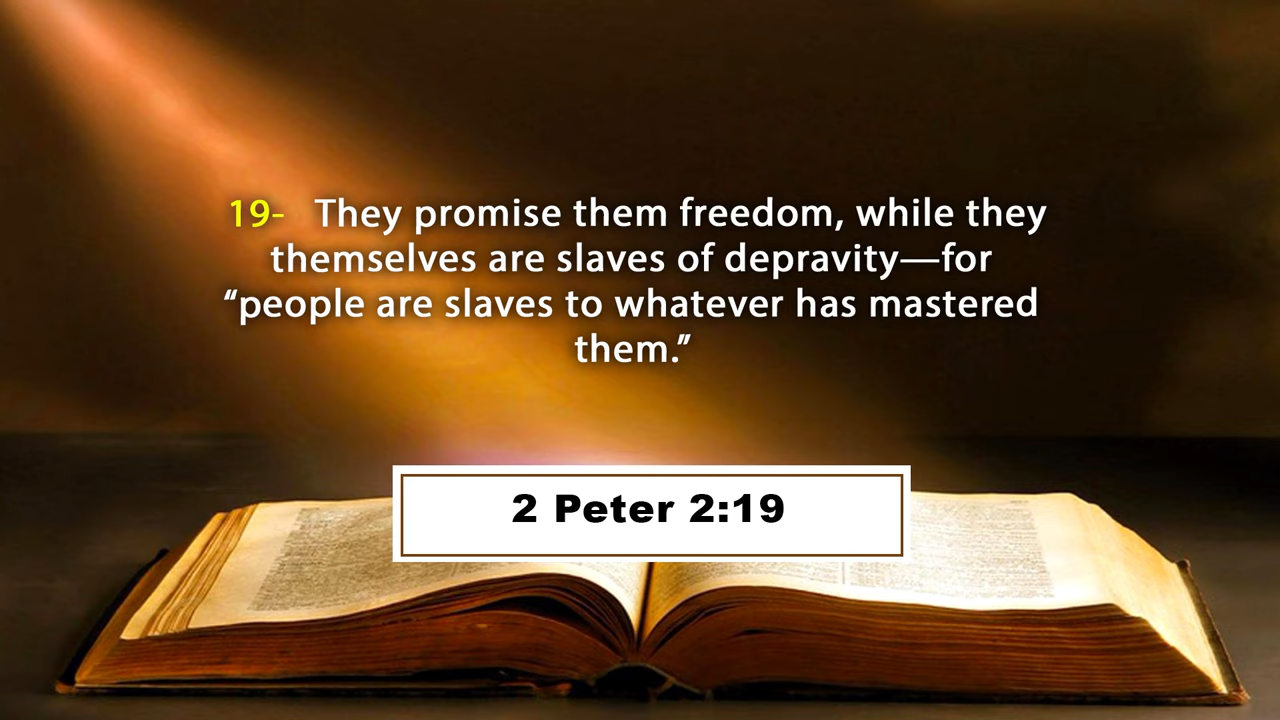 19- They promise them freedom, while they
themselves are slaves of depravity—for
“people are slaves to whatever has mastered
them.”
2 Peter 2:19